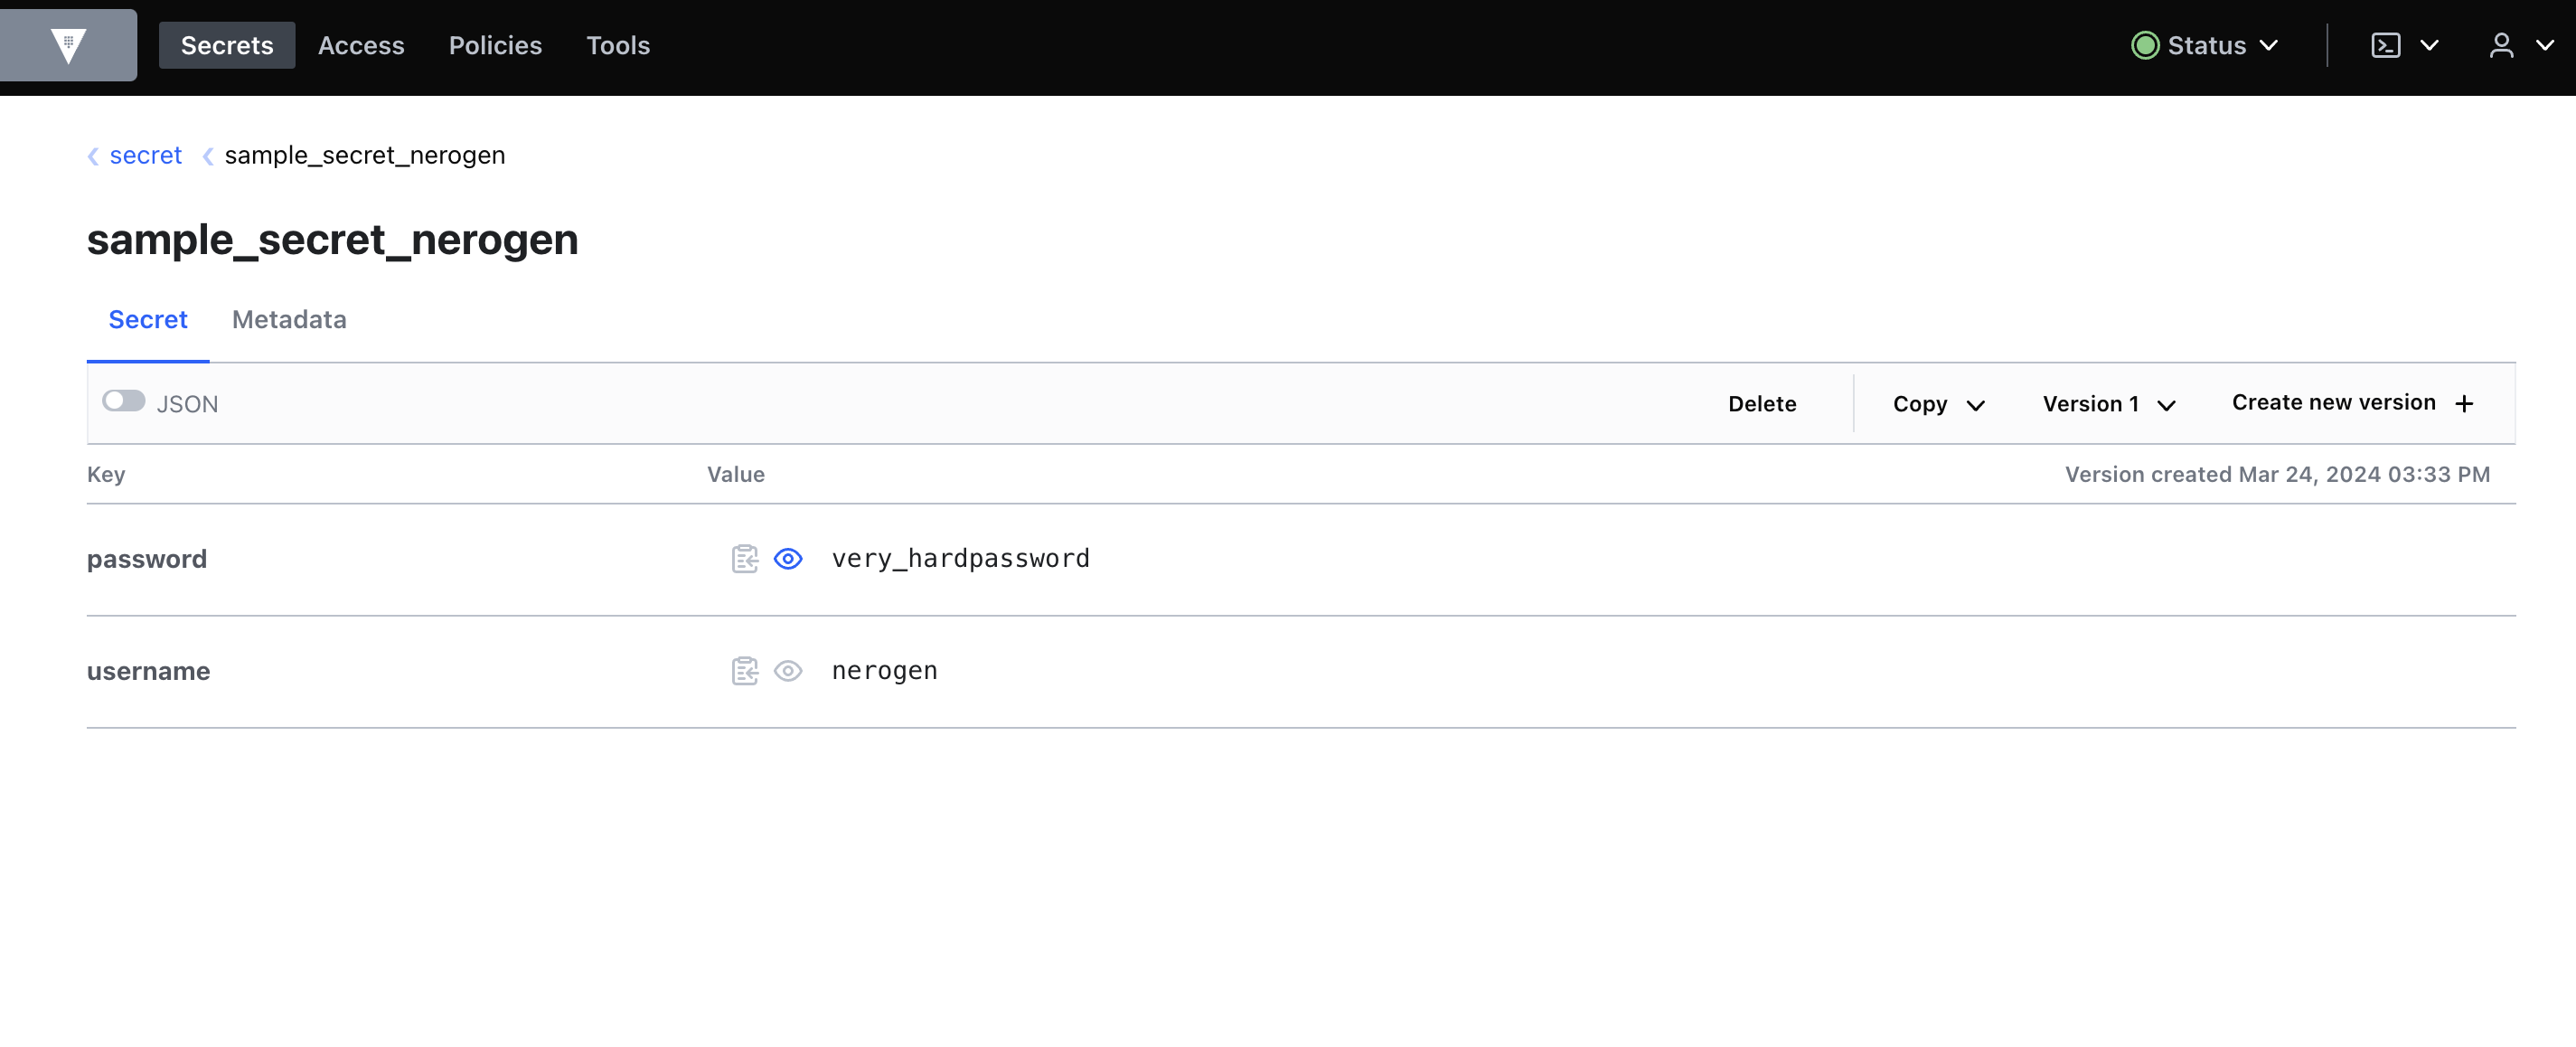 Secrets Access Policies Tools Status
secret sample_secret_nerogen
sample_secret_nerogen
Secret Metadata
JSON Delete Copy Version 1 Create new version +
Key Value Version created Mar 24, 2024 03:33 PM
password very_hardpassword
username nerogen